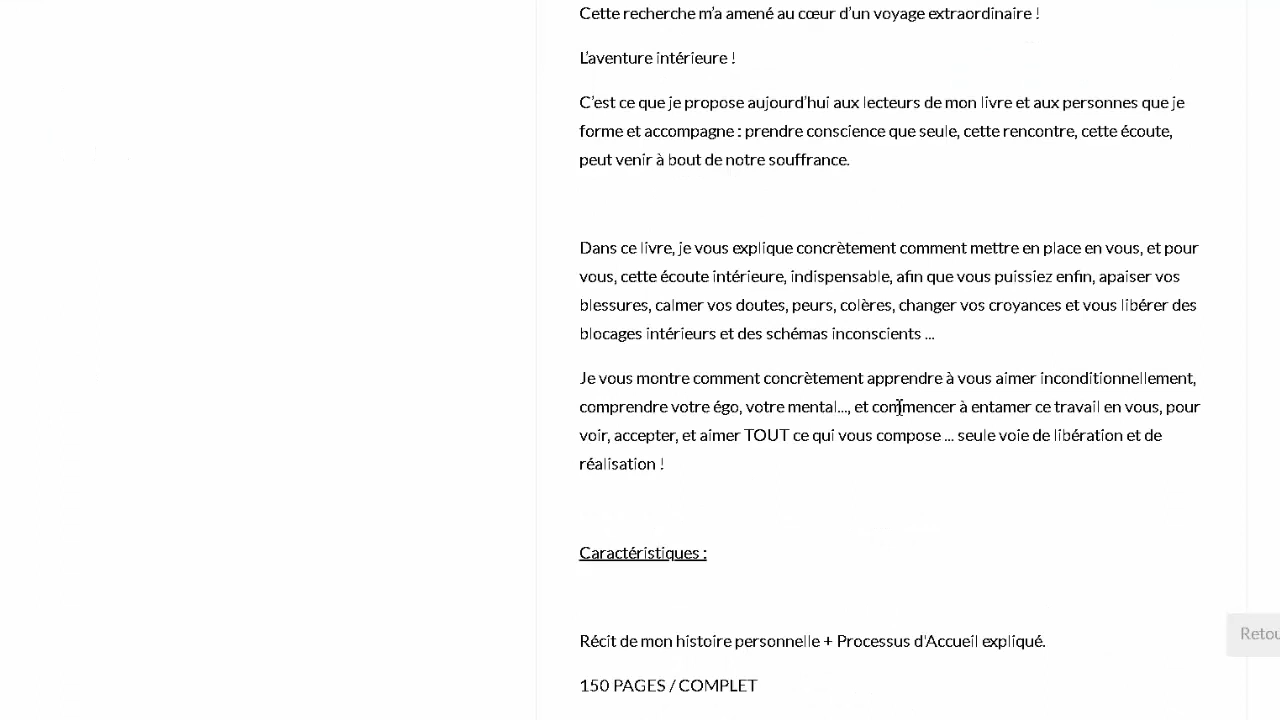 Cette recherche m’a amené au cœur d’un voyage extraordinaire !
L’aventure intérieure !
C’est ce que je propose aujourd’hui aux lecteurs de mon livre et aux personnes que je
forme et accompagne : prendre conscience que seule, cette rencontre, cette écoute,
peut venir à bout de notre souffrance.
Dans ce livre, je vous explique concrètement comment mettre en place en vous, et pour
vous, cette écoute intérieure, indispensable, afin que vous puissiez enfin, apaiser vos
blessures, calmer vos doutes, peurs, colères, changer vos croyances et vous libérer des
blocages intérieurs et des schémas inconscients ...
Je vous montre comment concrètement apprendre à vous aimer inconditionnellement,
comprendre votre égo, votre mental..., et commencer à entamer ce travail en vous, pour
voir, accepter, et aimer TOUT ce qui vous compose ... seule voie de libération et de
réalisation !
Caractéristiques :
Récit de mon histoire personnelle + Processus d'Accueil expliqué.
150 PAGES / COMPLET